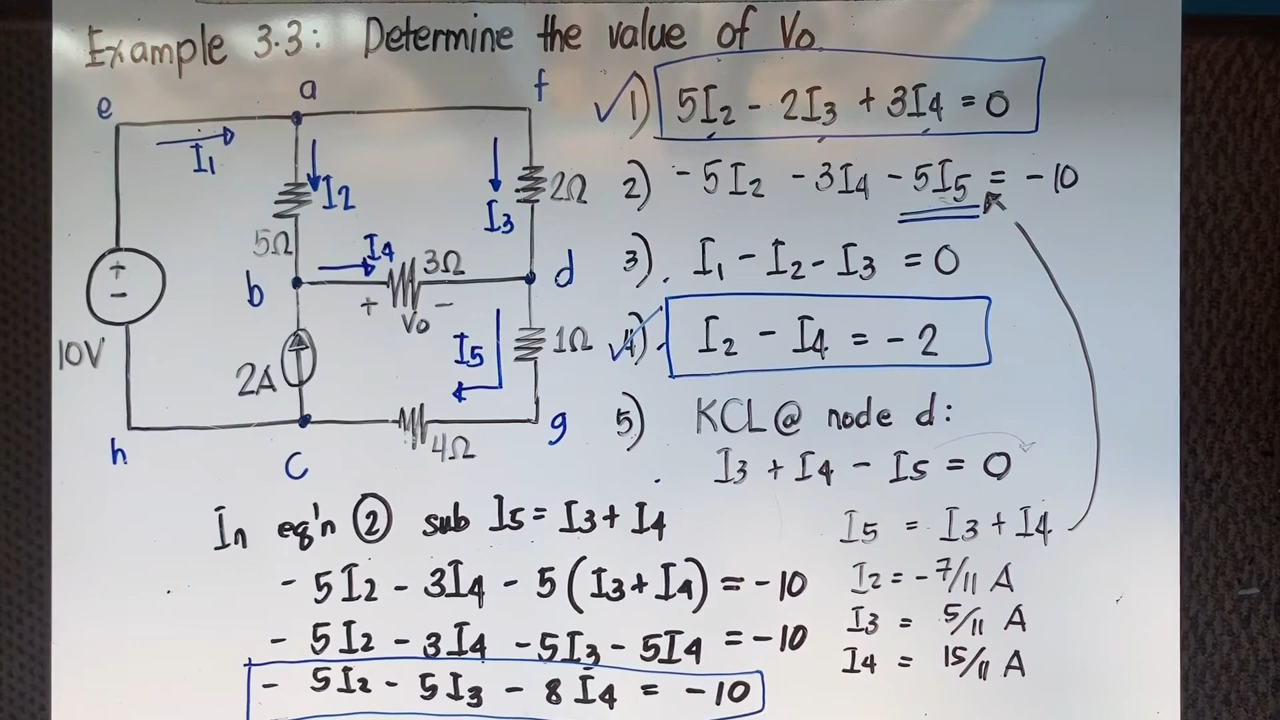 Example 3.3: Determine the value of Vo
e
a
f
I1
I2
5Ω
I3
2Ω
b
I4
3Ω
d
+
-
10V
+ Vo -
2A
I5
1Ω
h
c
4Ω
g
✓1) 5I2 - 2I3 + 3I4 = 0
2) -5I2 - 3I4 - 5I5 = -10
3). I1 - I2 - I3 = 0
✓4). I2 - I4 = -2
5) KCL@ node d:
I3 + I4 - I5 = 0
I5 = I3 + I4
I2 = -7/11 A
I3 = 5/11 A
I4 = 15/11 A
In eq'n ② sub I5 = I3 + I4
- 5I2 - 3I4 - 5(I3 + I4) = -10
- 5I2 - 3I4 - 5I3 - 5I4 = -10
- 5I2 - 5I3 - 8I4 = -10